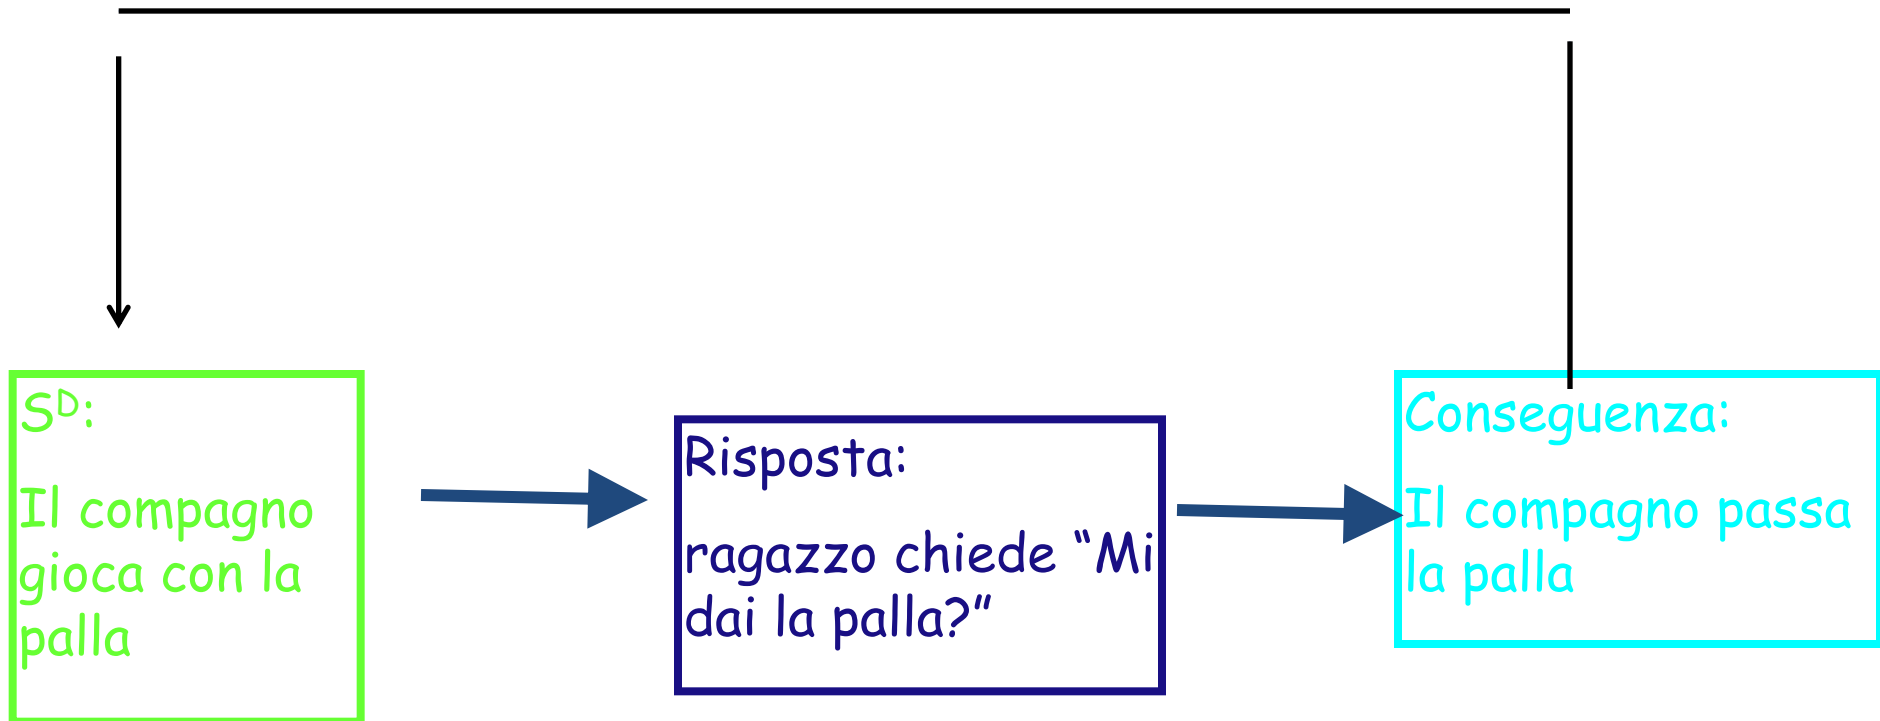 Sᴰ:
Il compagno
gioca con la
palla
Risposta:
ragazzo chiede “Mi
dai la palla?”
Conseguenza:
Il compagno passa
la palla